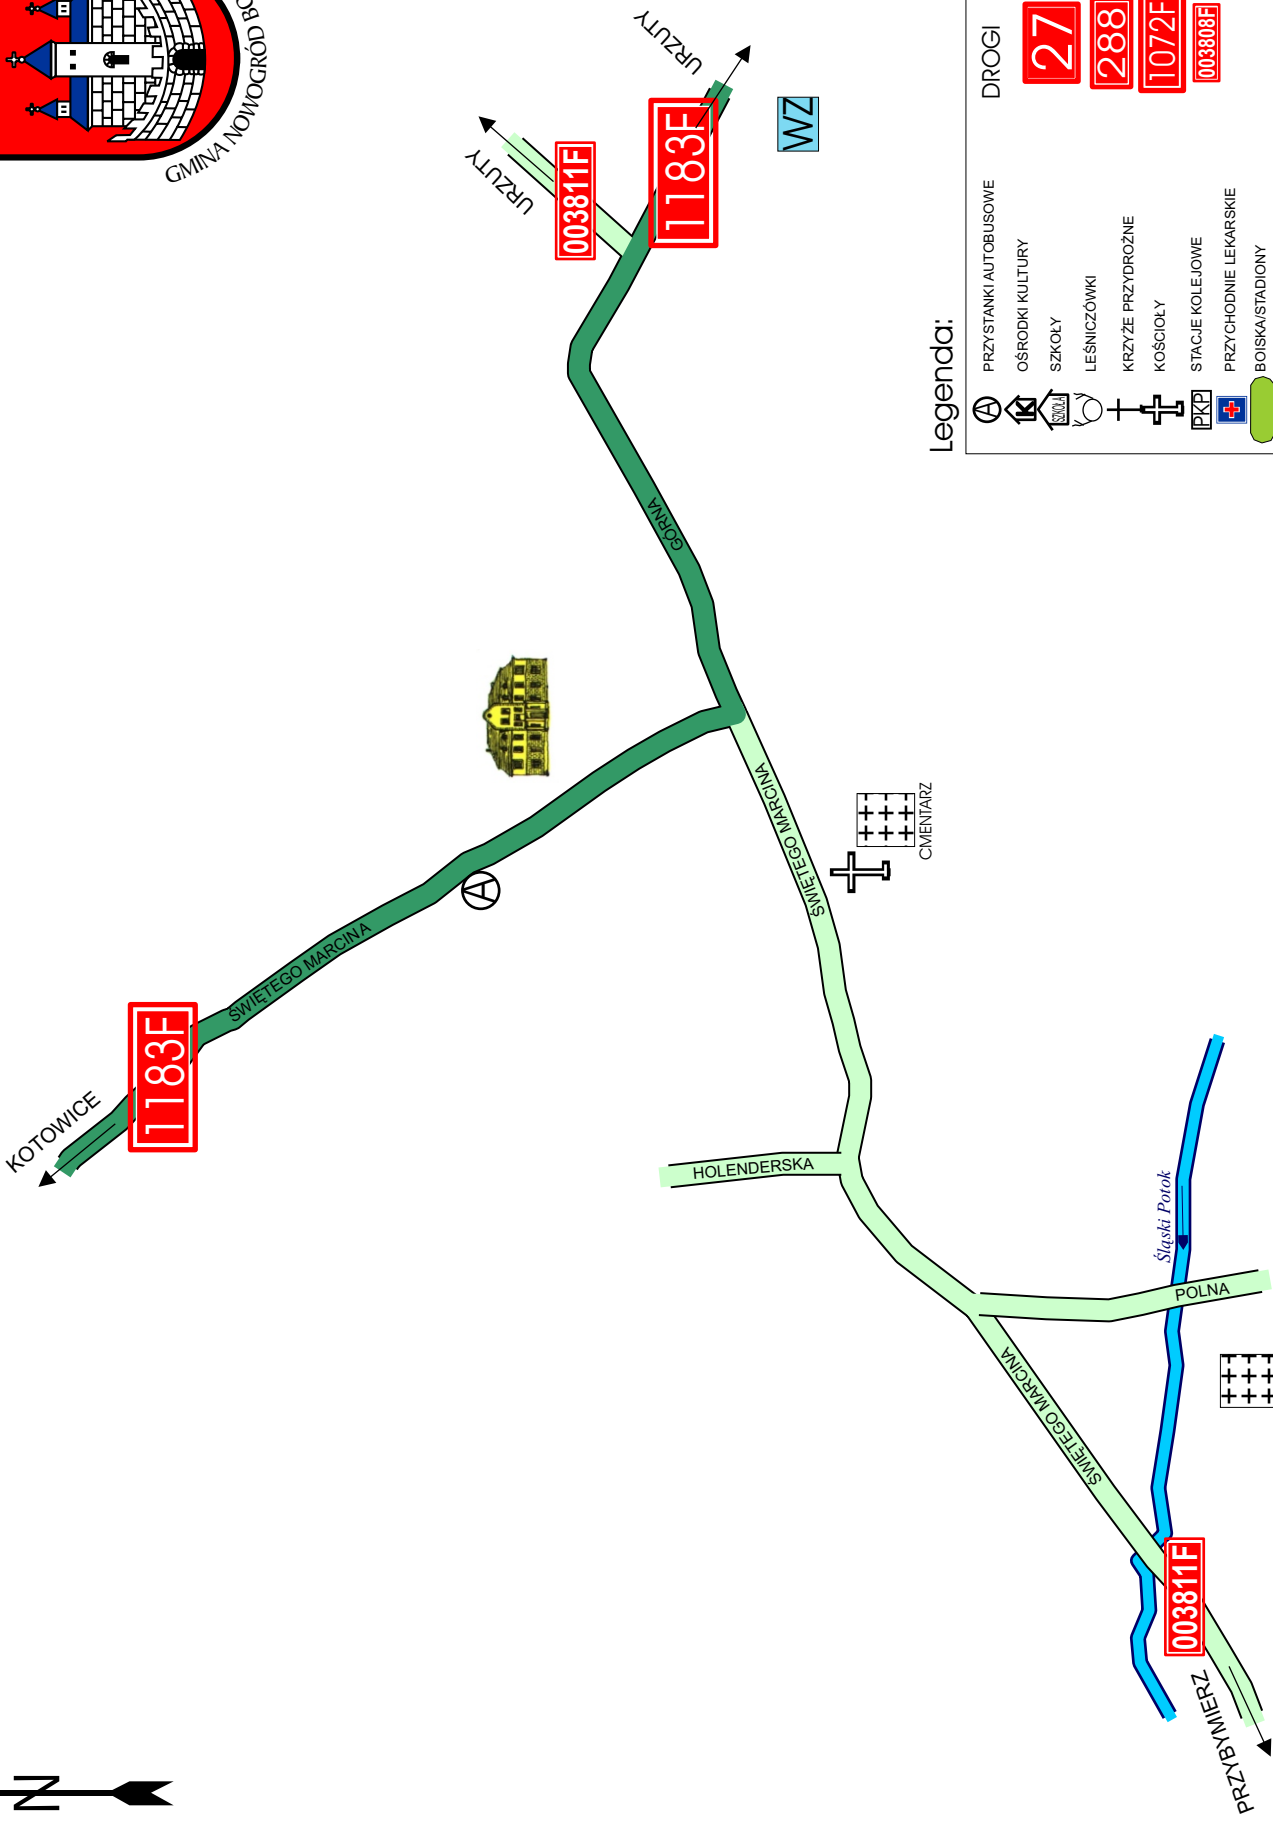 GMINA NOWOGRÓD BO
N
KOTOWICE
1183F
ŚWIĘTEGO MARCINA
A
URZUTY
003811F
URZUTY
1183F
WZ
GÓRNA
ŚWIĘTEGO MARCINA
CMENTARZ
HOLENDERSKA
Śląski Potok
POLNA
ŚWIĘTEGO MARCINA
003811F
PRZYBYMIERZ
Legenda:
A PRZYSTANKI AUTOBUSOWE
K OŚRODKI KULTURY
SZKOŁA SZKOŁY
LEŚNICZÓWKI
KRZYŻE PRZYDROŻNE
KOŚCIOŁY
PKP STACJE KOLEJOWE
PRZYCHODNIE LEKARSKIE
BOISKA/STADIONY
DROGI
27
288
1072F
003808F